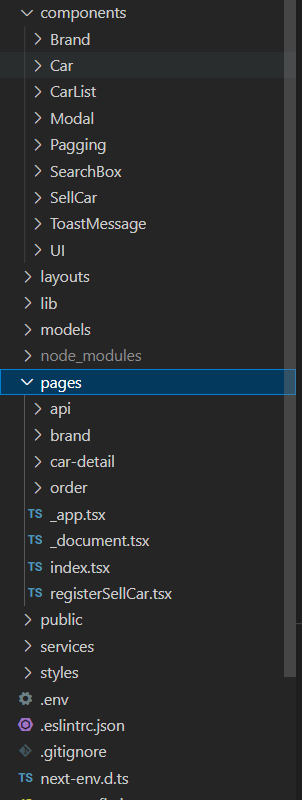 components
Brand
Car
CarList
Modal
Pagging
SearchBox
SellCar
ToastMessage
UI
layouts
lib
models
node_modules
pages
api
brand
car-detail
order
TS _app.tsx
TS _document.tsx
TS index.tsx
TS registerSellCar.tsx
public
services
styles
.env
.eslintrc.json
.gitignore
TS next-env.d.ts